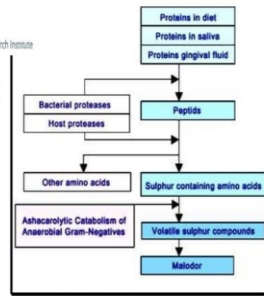 Proteins in diet
Proteins in saliva
rch Institute
Proteins gingival fluid
Bacterial proteases
Host proteases
Peptids
Other amino acids
Sulphur containing amino acids
Ashacarolytic Catabolism of
Anaerobial Gram-Negatives
Volatile sulphur compounds
Malodor